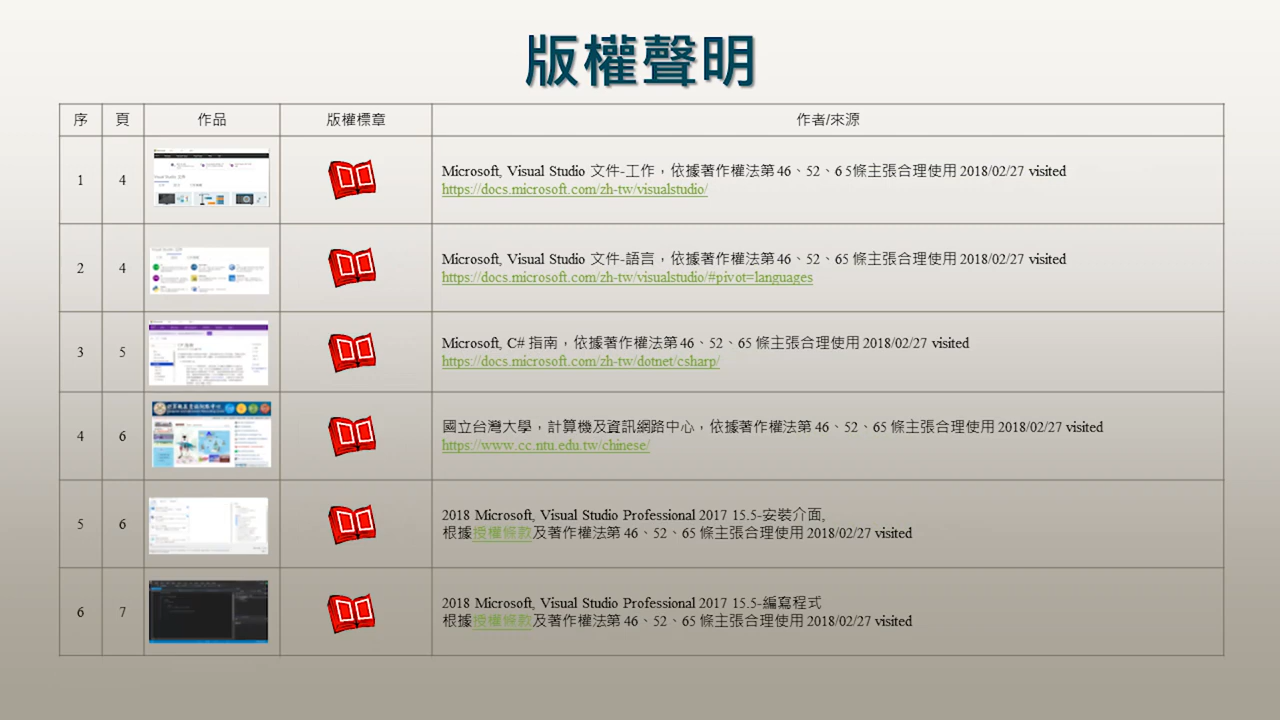 版權聲明
序 頁 作品 版權標章 作者/來源
1 4 Microsoft, Visual Studio 文件-工作，依據著作權法第 46、52、6 5條主張合理使用 2018/02/27 visited
https://docs.microsoft.com/zh-tw/visualstudio/
2 4 Microsoft, Visual Studio 文件-語言，依據著作權法第 46、52、65 條主張合理使用 2018/02/27 visited
https://docs.microsoft.com/zh-tw/visualstudio/#pivot=languages
3 5 Microsoft, C# 指南，依據著作權法第 46、52、65 條主張合理使用 2018/02/27 visited
https://docs.microsoft.com/zh-tw/dotnet/csharp/
4 6 國立台灣大學，計算機及資訊網路中心，依據著作權法第 46、52、65 條主張合理使用 2018/02/27 visited
https://www.cc.ntu.edu.tw/chinese/
5 6 2018 Microsoft, Visual Studio Professional 2017 15.5-安裝介面,
根據授權條款及著作權法第 46、52、65 條主張合理使用 2018/02/27 visited
6 7 2018 Microsoft, Visual Studio Professional 2017 15.5-編寫程式
根據授權條款及著作權法第 46、52、65 條主張合理使用 2018/02/27 visited